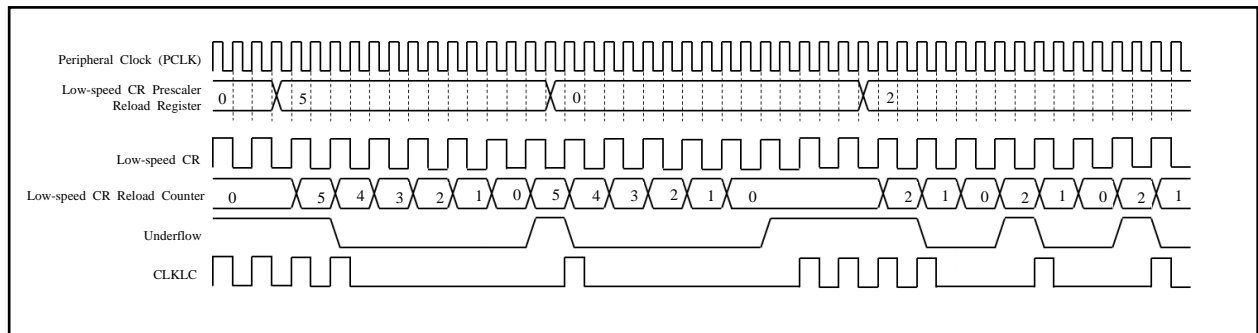 Peripheral Clock (PCLK)
Low-speed CR Prescaler
Reload Register
0 5 0 2
Low-speed CR
Low-speed CR Reload Counter
0 5 4 3 2 1 0 5 4 3 2 1 0 2 1 0 2 1 0 2 1
Underflow
CLKLC